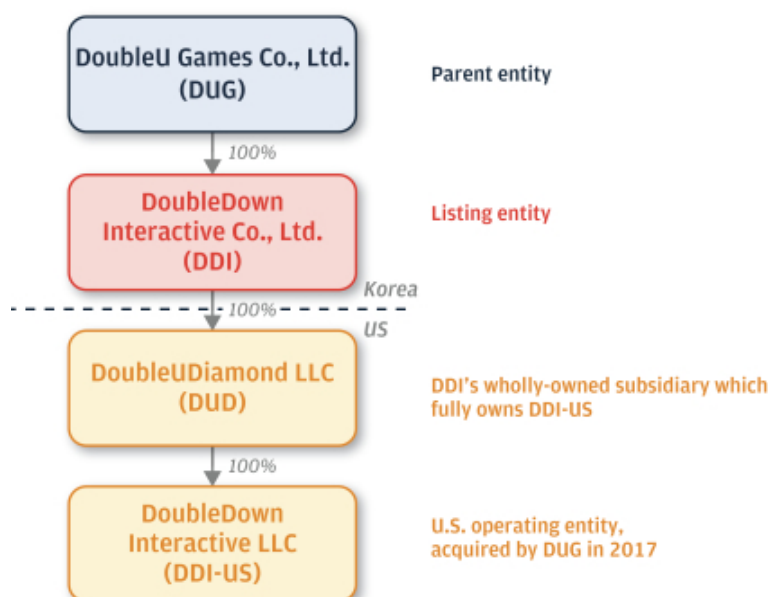 DoubleU Games Co., Ltd.
(DUG)
Parent entity
100%
DoubleDown
Interactive Co., Ltd.
(DDI)
Listing entity
Korea
100%
US
DoubleUDiamond LLC
(DUD)
DDI's wholly-owned subsidiary which
fully owns DDI-US
100%
DoubleDown
Interactive LLC
(DDI-US)
U.S. operating entity,
acquired by DUG in 2017